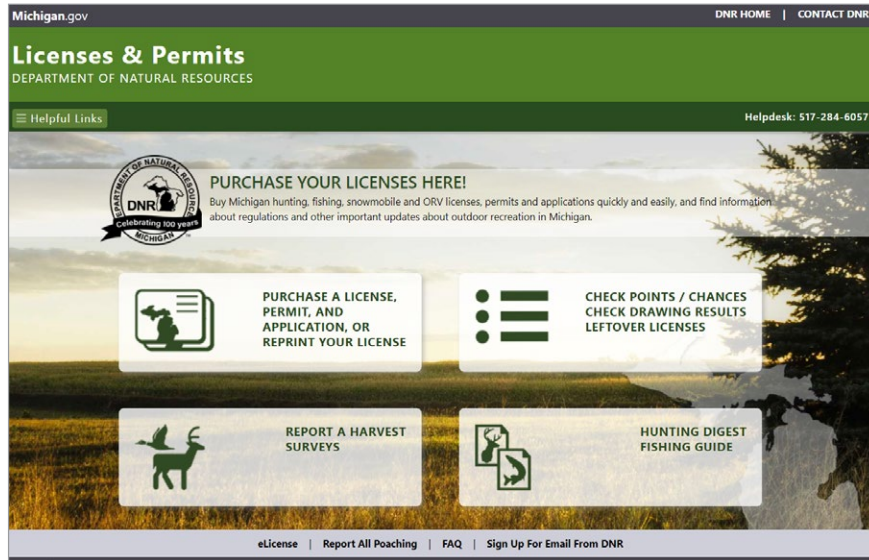 Michigan.gov
DNR HOME | CONTACT DNR
Licenses & Permits
DEPARTMENT OF NATURAL RESOURCES
☰ Helpful Links
Helpdesk: 517-284-6057
DEPARTMENT OF NATURAL RESOURCES
DNR
Celebrating 100 years
MICHIGAN
PURCHASE YOUR LICENSES HERE!
Buy Michigan hunting, fishing, snowmobile and ORV licenses, permits and applications quickly and easily, and find information
about regulations and other important updates about outdoor recreation in Michigan.
PURCHASE A LICENSE,
PERMIT, AND
APPLICATION, OR
REPRINT YOUR LICENSE
CHECK POINTS / CHANCES
CHECK DRAWING RESULTS
LEFTOVER LICENSES
REPORT A HARVEST
SURVEYS
HUNTING DIGEST
FISHING GUIDE
eLicense | Report All Poaching | FAQ | Sign Up For Email From DNR